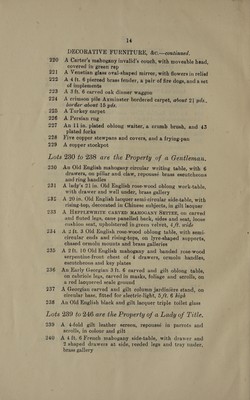 14
DECORATIVE FURNITURE, &c.—continued.
220 A Carter's mahogany invalid's couch, with moveable head,
covered in green rep
221 A Venetian glass oval-shaped mirror, with flowers in relief
222 A 4 ft. 6 pierced brass fender, a pair of fire dogs, and a set
of implements
223 A 3 ft. 6 carved oak dinner waggon
224 A crimson pile Axminster bordered carpet, about 21 yds.,
border about 18 yds.
225 A Turkey carpet
226 A Persian rug
227 An 11 in. plated oblong waiter, a crumb brush, and 43
plated forks
228 Five copper stewpans and covers, and a frying-pan
229 A copper stockpot
Lots 230 to 238 are the Property of a Gentleman.
230 An Old English mahogany circular writing table, with 6
drawers, on pillar and claw, repoussé brass escutcheons
and ring handles
231 A lady's 21 in. Old English rose-wood oblong work-table,
with drawer and well under, brass gallery
232 A 20 in. Old English lacquer semi-circular side-table, with
rising top, decorated in Chinese subjects, in gilt lacquer
233 A HEPPLEWHITE CARVED MAHOGANY SETTEE, on carved
and fluted legs, cane panelled back, sides and seat, loose
cushion seat, upholstered in green velvet, 4 ft. wide
234 A 2 ft. 3 Old English rose-wood oblong table, with semi-
circular ends and rising-tops, on lyre-shaped supports,
chased ormolu mounts and brass galleries
235 A 2 ft. 10 Old English mahogany and banded rose-wood
serpentine-front chest of 4 drawers, ormolu handles,
escutcheons and key plates
236 An Early Georgian 3 ft. 8 carved and gilt oblong table,
on cabriole legs, carved in masks, foliage and scrolls, on
a red lacquered scale ground
237 A Georgian carved and gilt column jardinière stand, on
circular base, fitted for electric-light, 5 ft. 6 high
238 An Old English black and gilt lacquer triple toilet glass
Lots 239 to 246 are the Property of a Lady of Title.
239 A 4-fold gilt leather screen, repoussé in parrots and
scrolls, in colour and gilt
240 A 4 ft. 6 French mahogany side-table, with drawer and
2 shaped drawers at side, reeded legs and tray under,
brass gallery